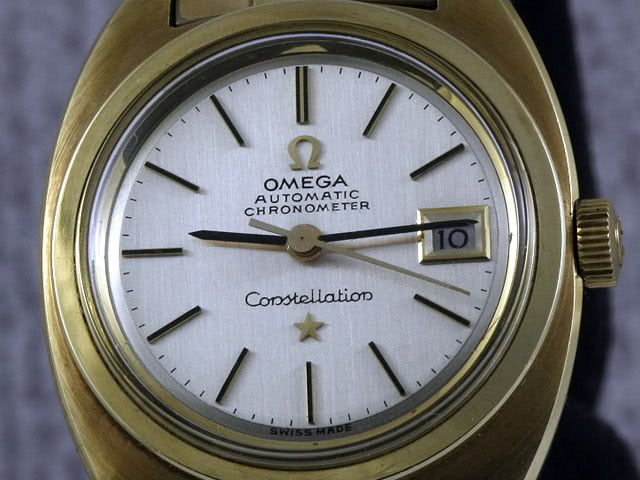 OMEGA
AUTOMATIC
CHRONOMETER
10
Constellation
SWISS MADE